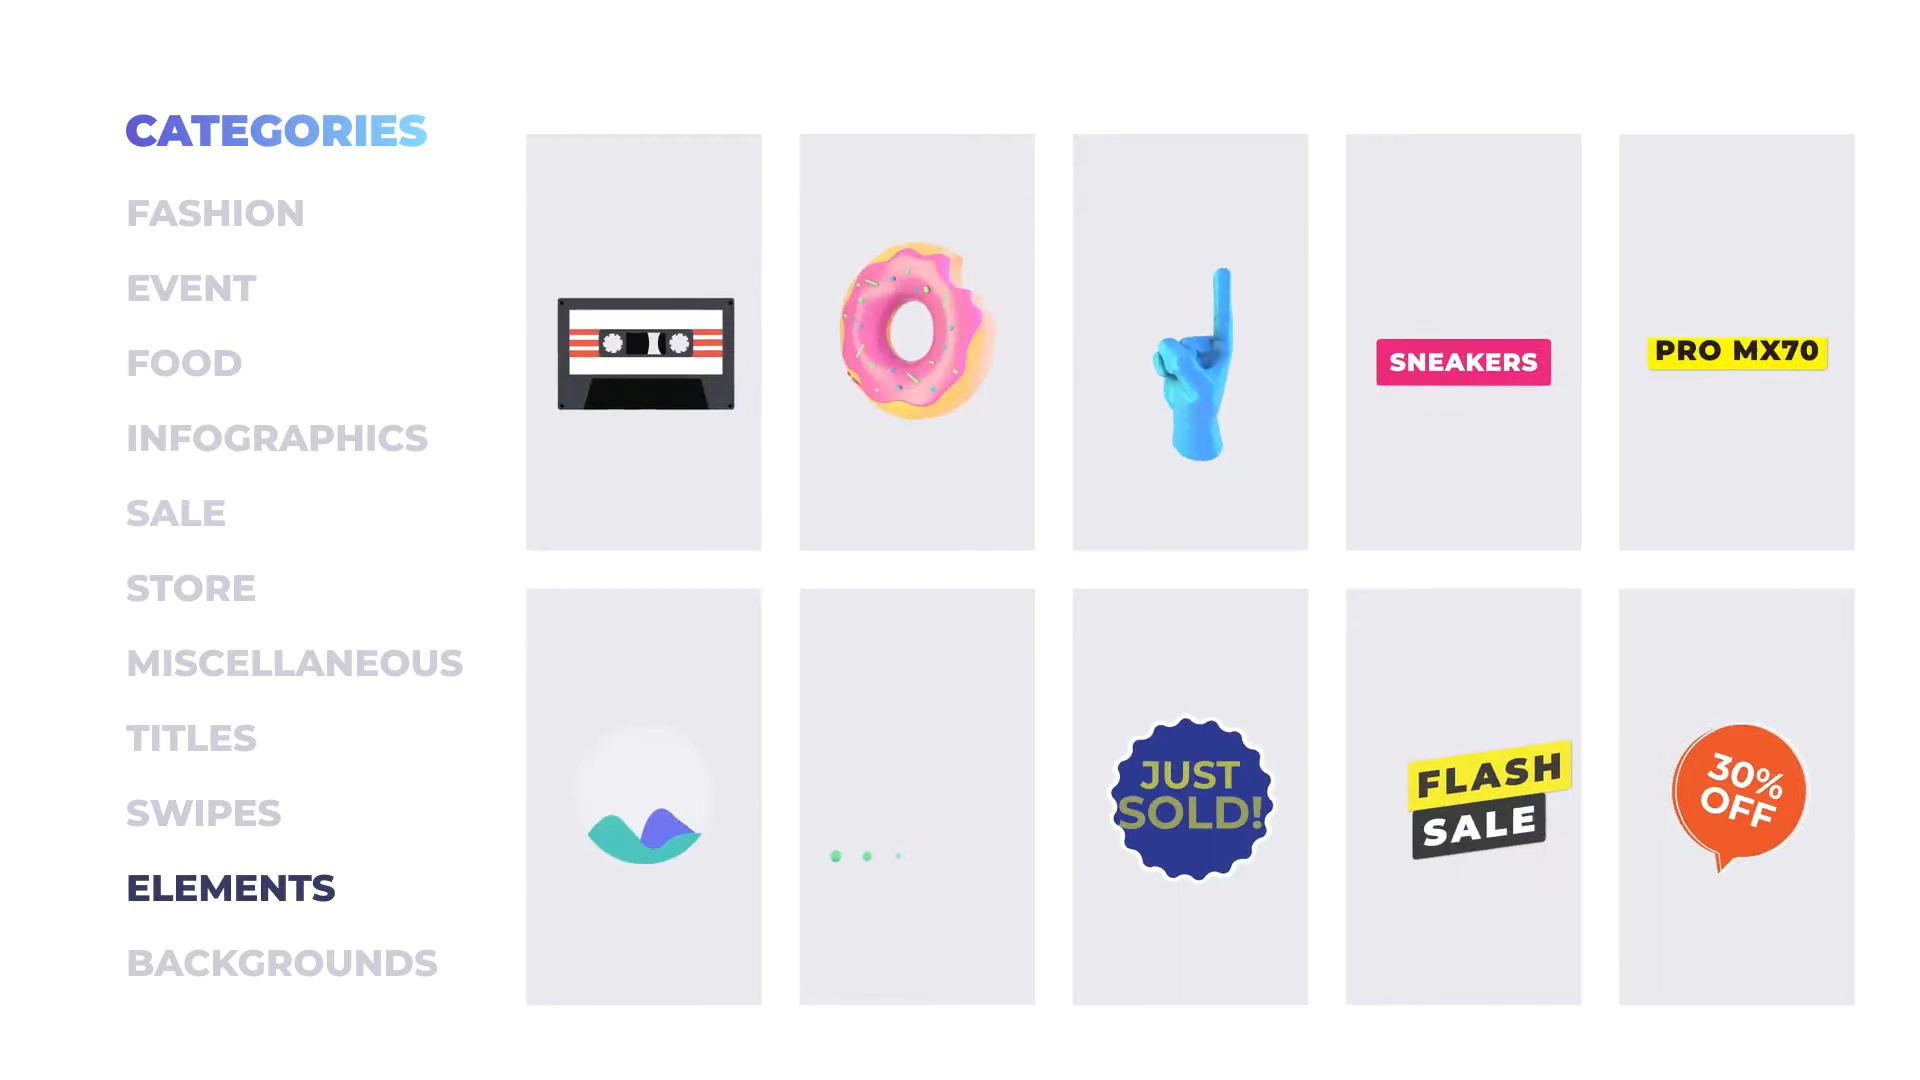 CATEGORIES
FASHION
EVENT
FOOD
INFOGRAPHICS
SALE
STORE
MISCELLANEOUS
TITLES
SWIPES
ELEMENTS
BACKGROUNDS
SNEAKERS
PRO MX70
JUST
SOLD!
FLASH
SALE
30%
OFF